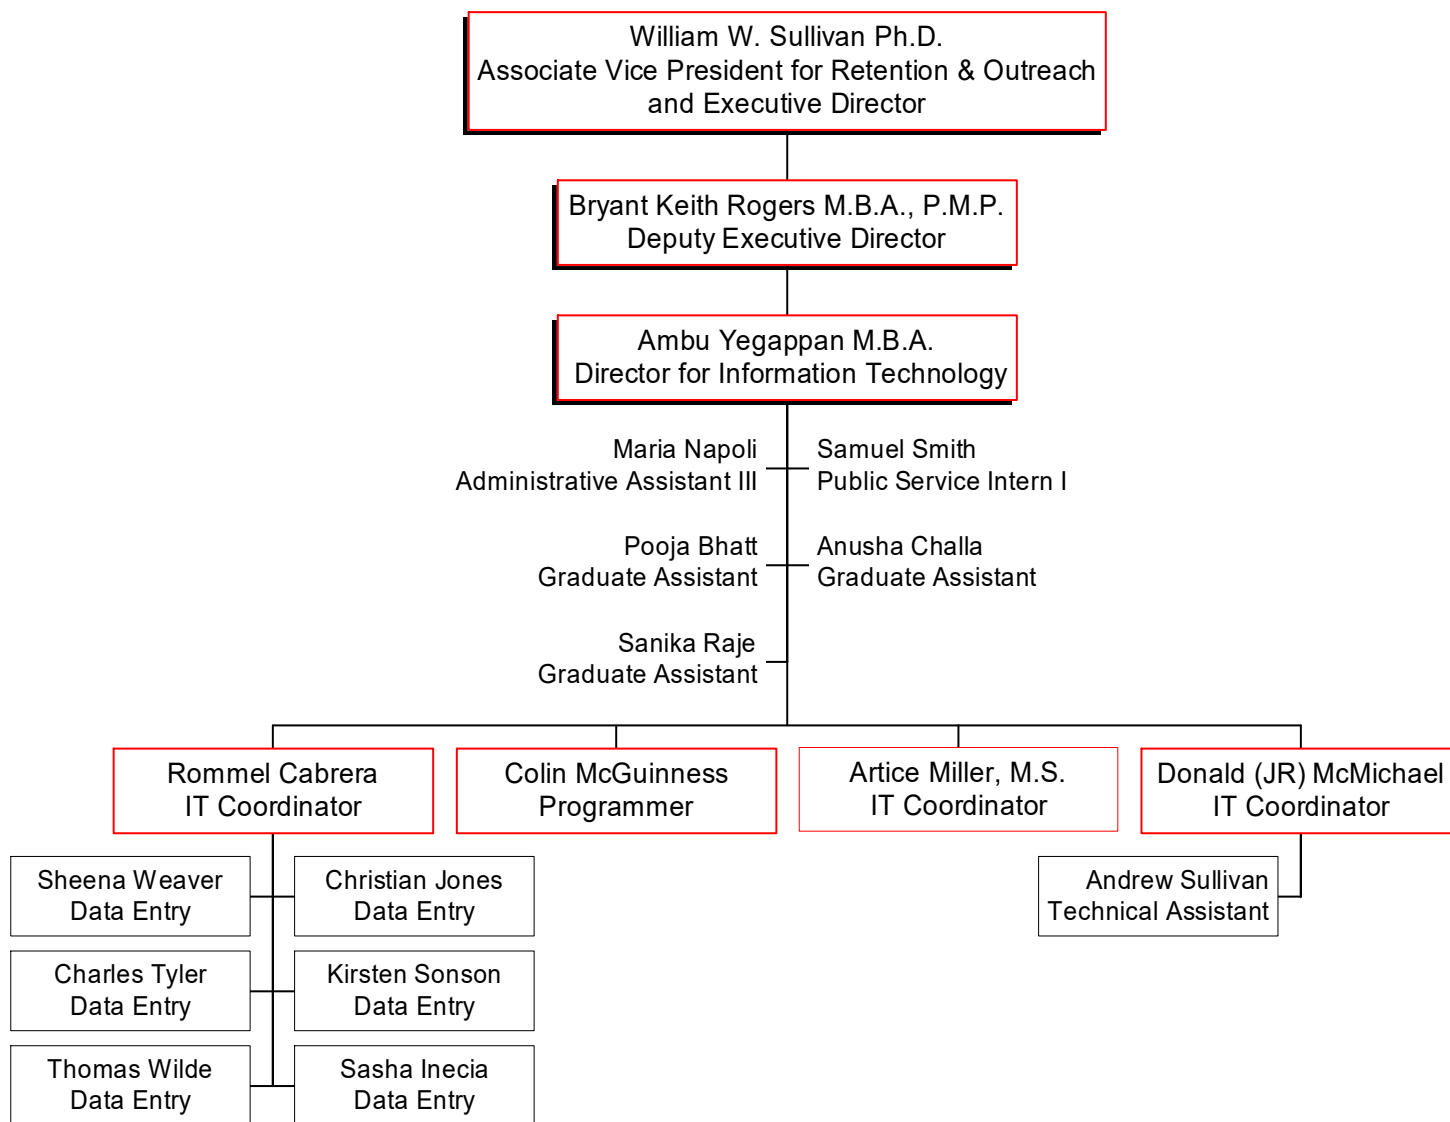 William W. Sullivan Ph.D.
Associate Vice President for Retention & Outreach
and Executive Director
Bryant Keith Rogers M.B.A., P.M.P.
Deputy Executive Director
Ambu Yegappan M.B.A.
Director for Information Technology
Maria Napoli
Administrative Assistant III
Samuel Smith
Public Service Intern I
Pooja Bhatt
Graduate Assistant
Anusha Challa
Graduate Assistant
Sanika Raje
Graduate Assistant
Rommel Cabrera
IT Coordinator
Colin McGuinness
Programmer
Artice Miller, M.S.
IT Coordinator
Donald (JR) McMichael
IT Coordinator
Sheena Weaver
Data Entry
Christian Jones
Data Entry
Andrew Sullivan
Technical Assistant
Charles Tyler
Data Entry
Kirsten Sonson
Data Entry
Thomas Wilde
Data Entry
Sasha Inecia
Data Entry